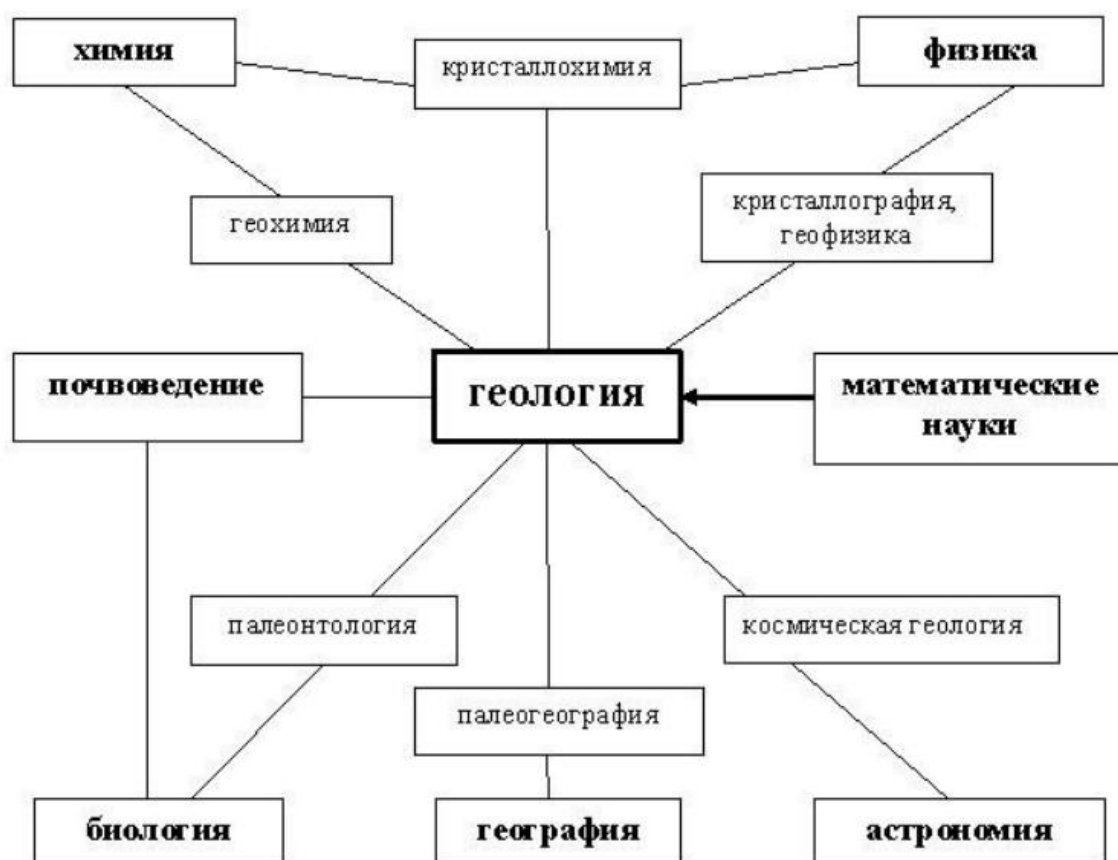 химия
кристаллохимия
физика
геохимия
кристаллография,
геофизика
почвоведение
геология
математические
науки
палеонтология
космическая геология
палеогеография
биология
география
астрономия